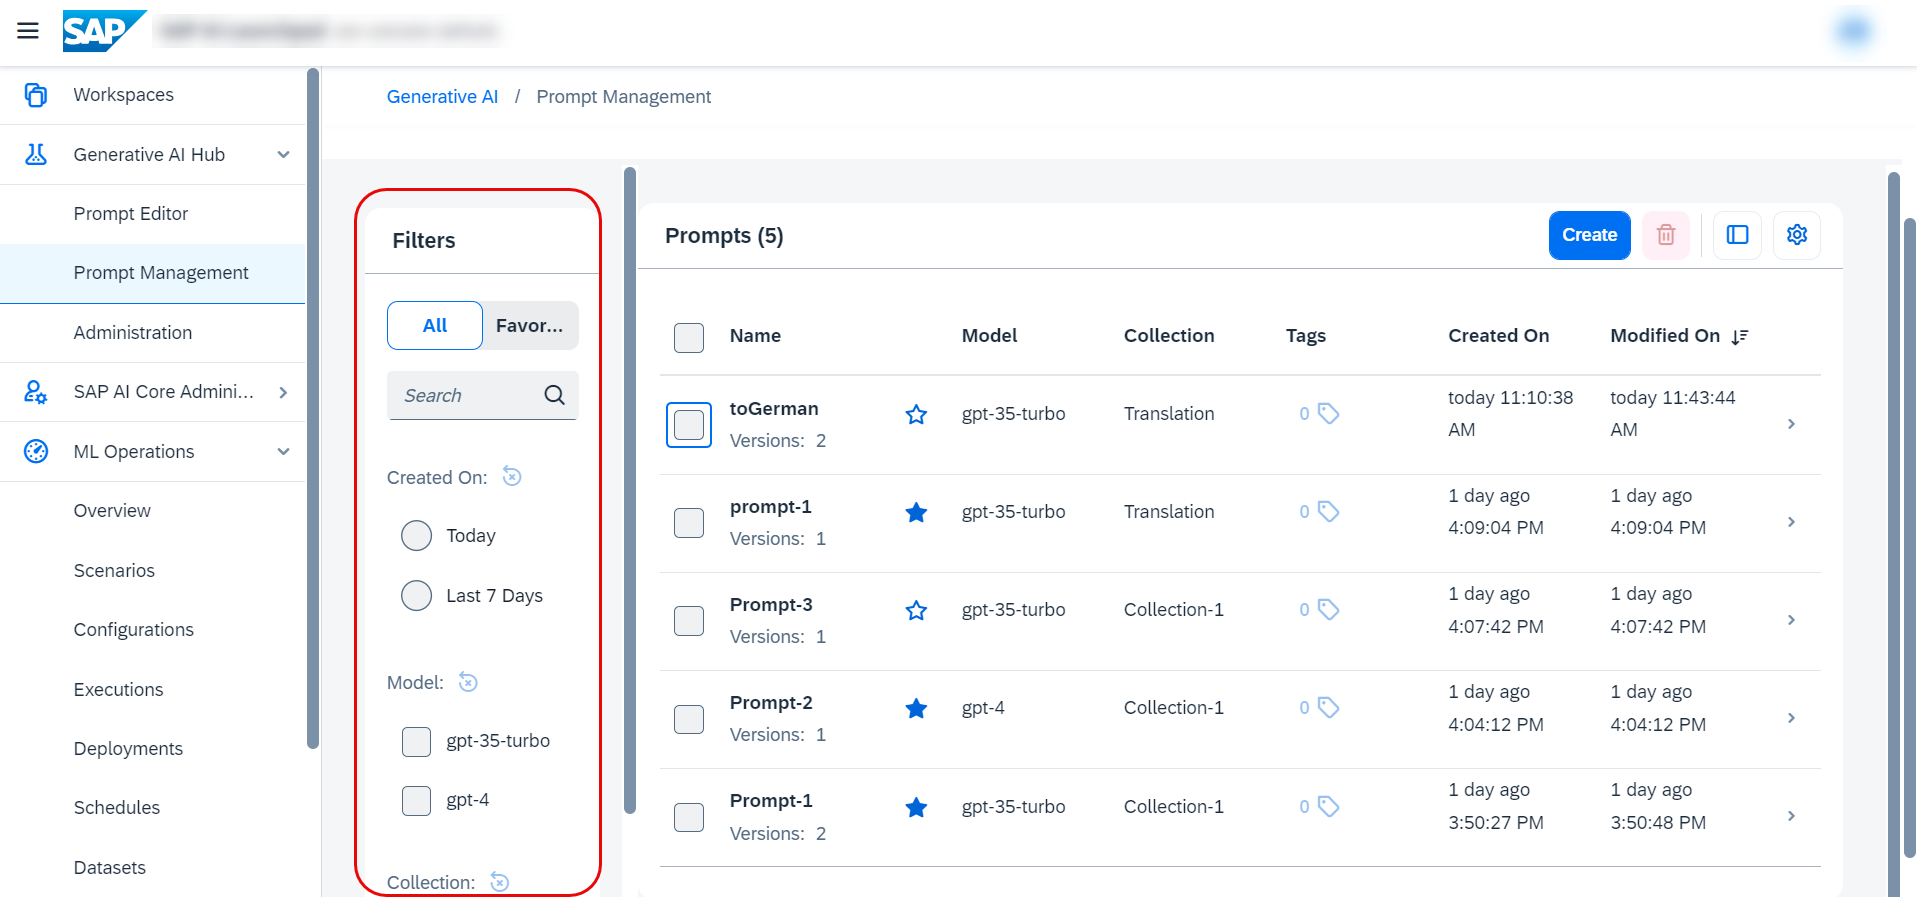 SAP
Workspaces
Generative AI Hub
Prompt Editor
Prompt Management
Administration
SAP AI Core Admini...
ML Operations
Overview
Scenarios
Configurations
Executions
Deployments
Schedules
Datasets
Generative AI / Prompt Management
Filters
All Favor...
Search
Created On:
Today
Last 7 Days
Model:
gpt-35-turbo
gpt-4
Collection:
Prompts (5)
Create
Name Model Collection Tags Created On Modified On
toGerman gpt-35-turbo Translation 0 today 11:10:38 today 11:43:44
Versions: 2 AM AM
prompt-1 gpt-35-turbo Translation 0 1 day ago 1 day ago
Versions: 1 4:09:04 PM 4:09:04 PM
Prompt-3 gpt-35-turbo Collection-1 0 1 day ago 1 day ago
Versions: 1 4:07:42 PM 4:07:42 PM
Prompt-2 gpt-4 Collection-1 0 1 day ago 1 day ago
Versions: 1 4:04:12 PM 4:04:12 PM
Prompt-1 gpt-35-turbo Collection-1 0 1 day ago 1 day ago
Versions: 2 3:50:27 PM 3:50:48 PM